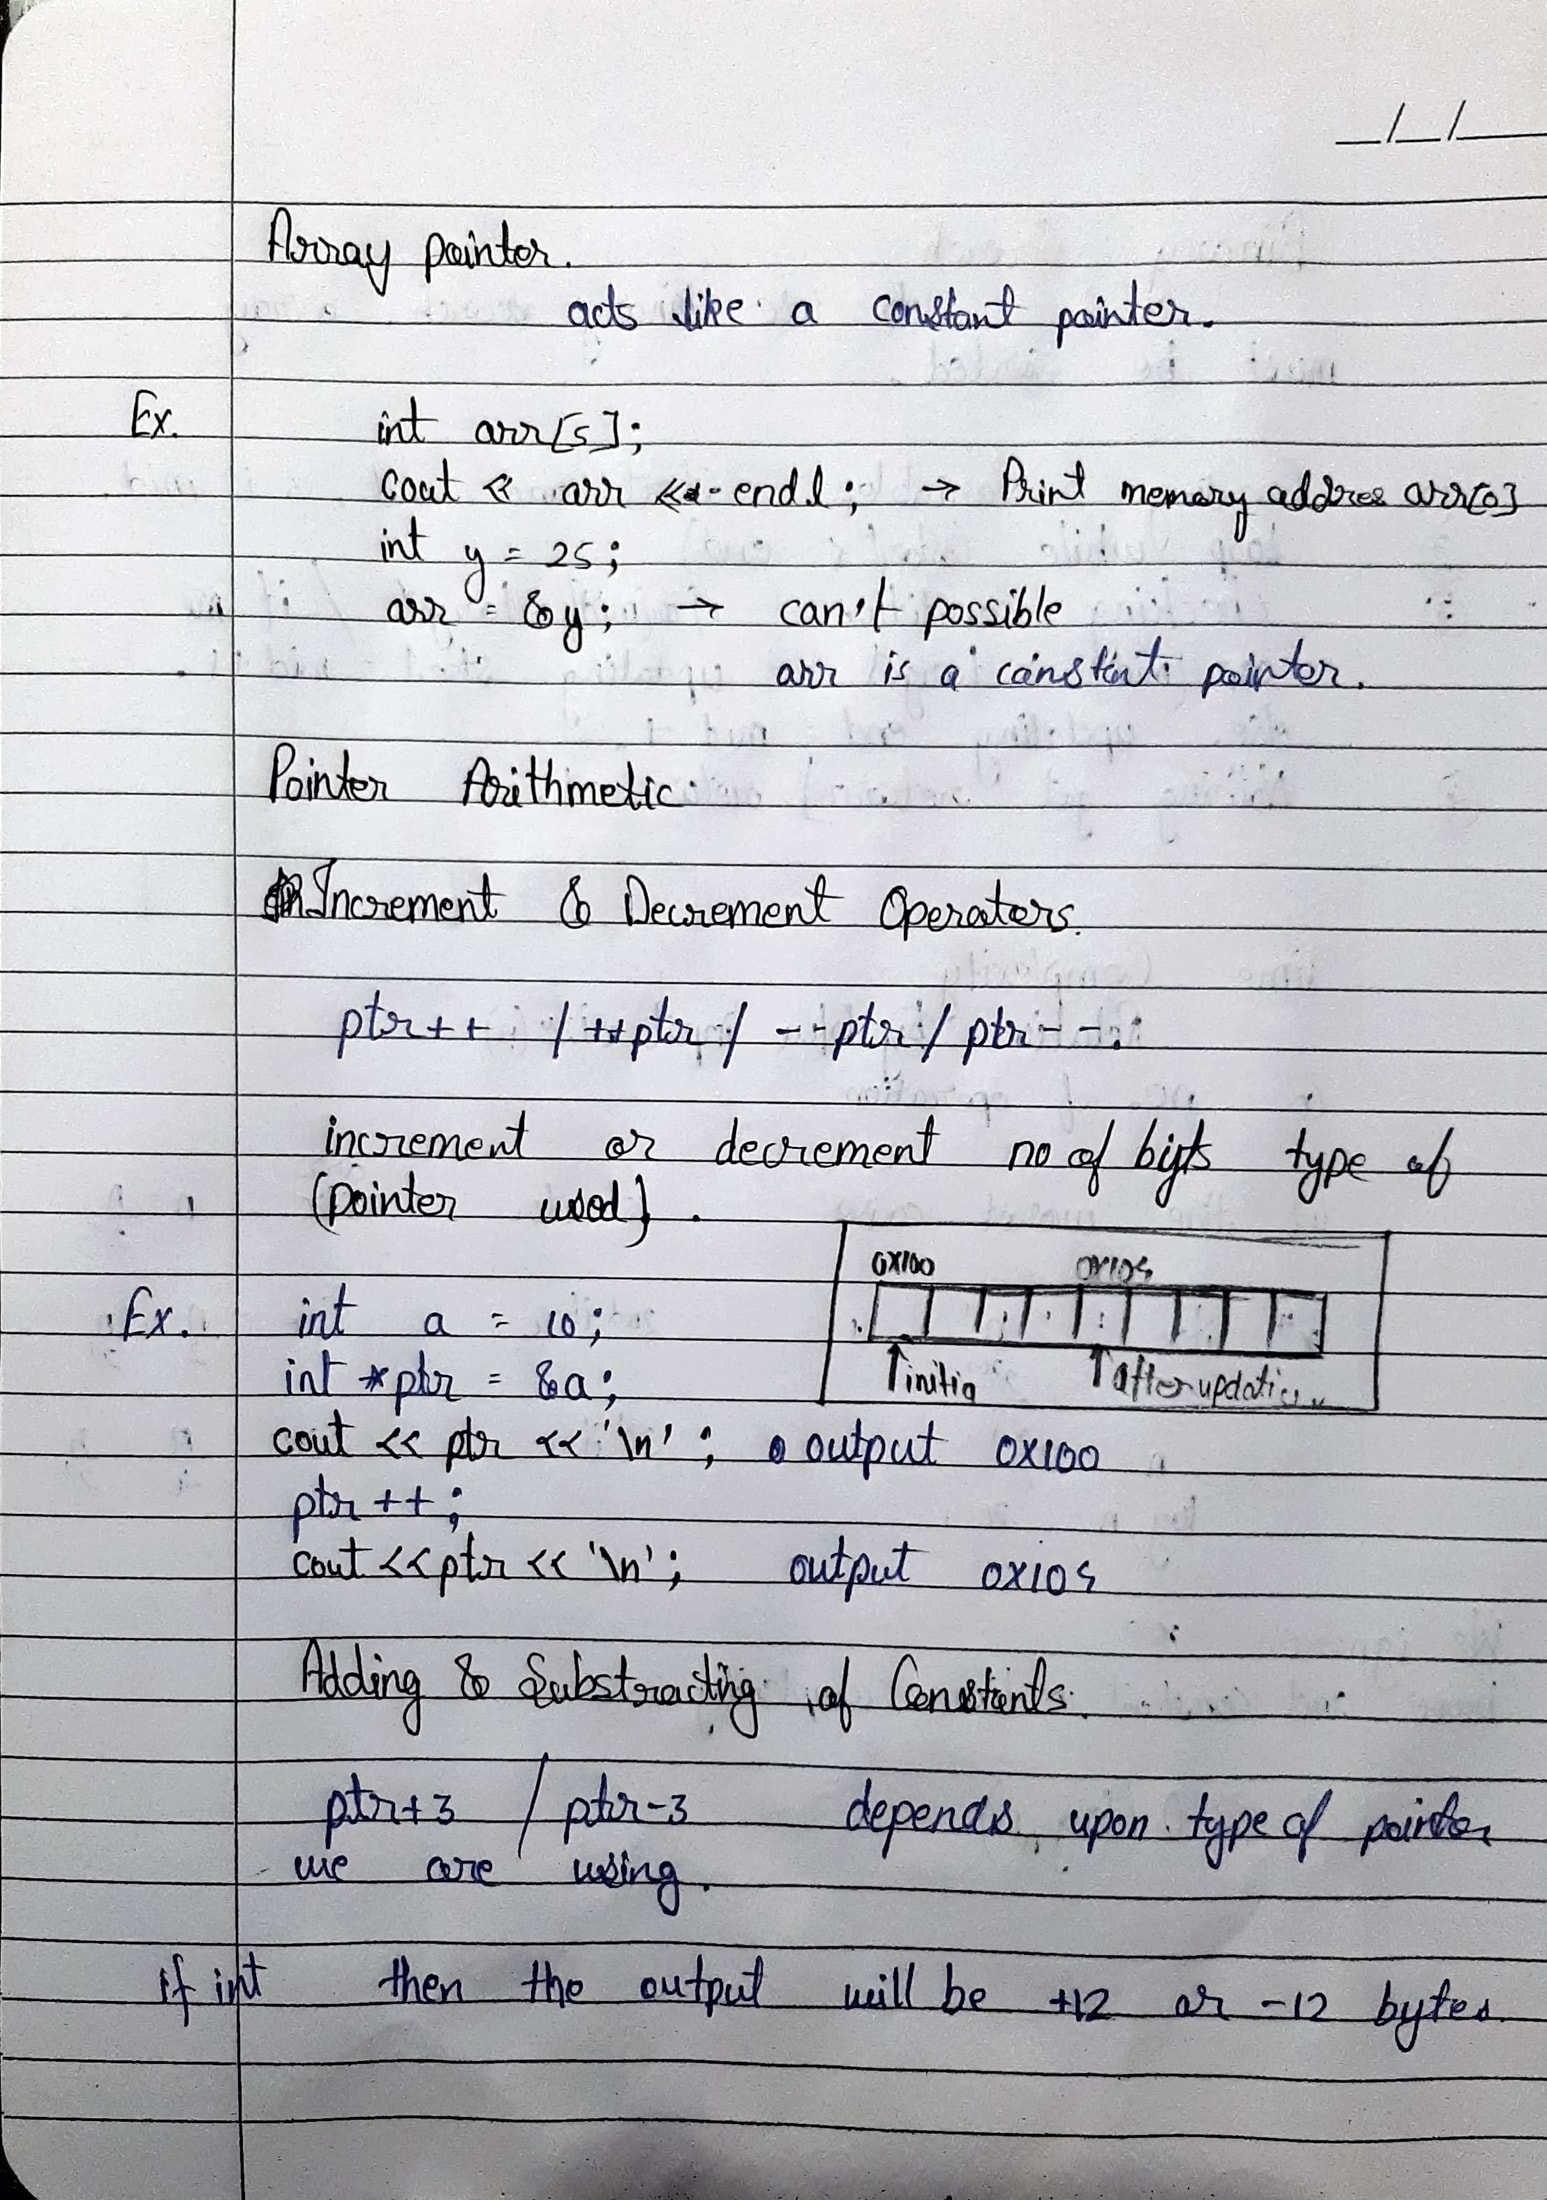 _/_/_
Array pointer.
acts like a constant pointer.
Ex. int arr[5];
cout << arr << endl; → Print memory addres arr[0]
int y = 25;
arr = &y; → can't possible
arr is a constant pointer.
Pointer Arithmetic
Increment & Decrement Operators.
ptr++ / ++ptr / --ptr / ptr--.
increment or decrement no of byts type of
(pointer used).
0X100 0X104
Ex. int a = 10;
int *ptr = &a;
↑initia ↑After updatio
cout << ptr << '\n'; output 0X100
ptr++;
cout << ptr << '\n'; output 0X104
Adding & Substracting of Constants.
ptr+3 / ptr-3 depends upon type of pointer
we are using.
if int then the output will be +12 or -12 bytes.